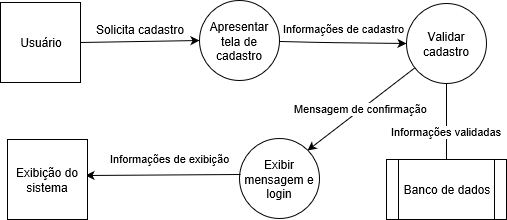 Usuário
Solicita cadastro
Apresentar
tela de
cadastro
Informações de cadastro
Validar
cadastro
Mensagem de confirmação
Informações validadas
Exibição do
sistema
Informações de exibição
Exibir
mensagem e
login
Banco de dados